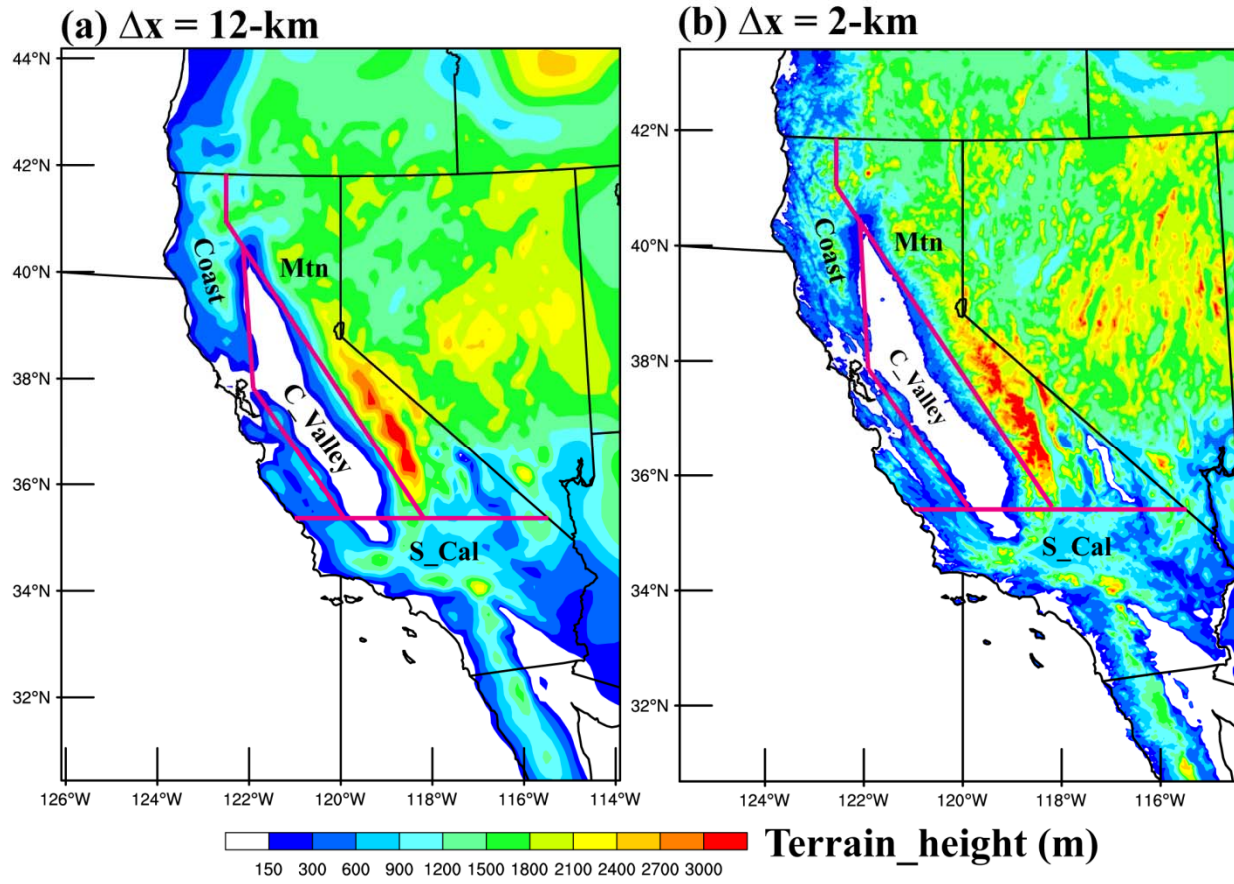 (a) Δx = 12-km
(b) Δx = 2-km
44°N
42°N
40°N
38°N
36°N
34°N
32°N
126°W 124°W 122°W 120°W 118°W 116°W 114°W
Coast
Mtn
C_Valley
S_Cal
42°N
40°N
38°N
36°N
34°N
32°N
124°W 122°W 120°W 118°W 116°W
Coast
Mtn
C_Valley
S_Cal
150 300 600 900 1200 1500 1800 2100 2400 2700 3000
Terrain_height (m)